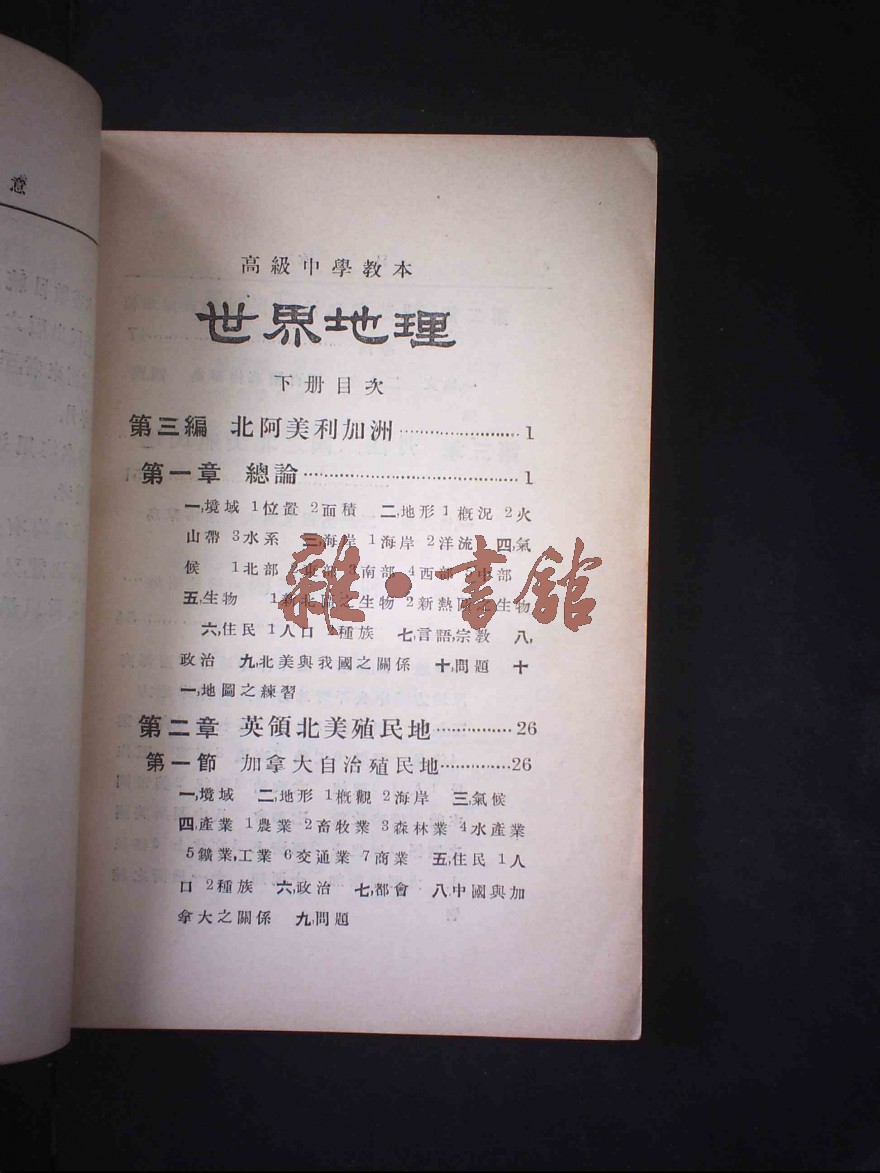 意
高級中學教本
世界地理
下册目次
第三編 北阿美利加洲……………………1
第一章 總論………………………………1
一,境域 1位置 2面積 二,地形 1概況 2火
山帶 3水系 三,海岸 1海岸 2洋流 四,氣
候 1北部 2東部 3南部 4西部 5中部
五,生物 1新北區之生物 2新熱區之生物
六,住民 1人口 2種族 七,言語,宗教 八,
政治 九,北美與我國之關係 十,問題 十
一,地圖之練習
第二章 英領北美殖民地……………26
第一節 加拿大自治殖民地……………26
一,境域 二,地形 1概觀 2海岸 三,氣候
四,產業 1農業 2畜牧業 3森林業 4水產業
5鑛業,工業 6交通業 7商業 五,住民 1人
口 2種族 六,政治 七,都會 八,中國與加
拿大之關係 九,問題
雜·書館